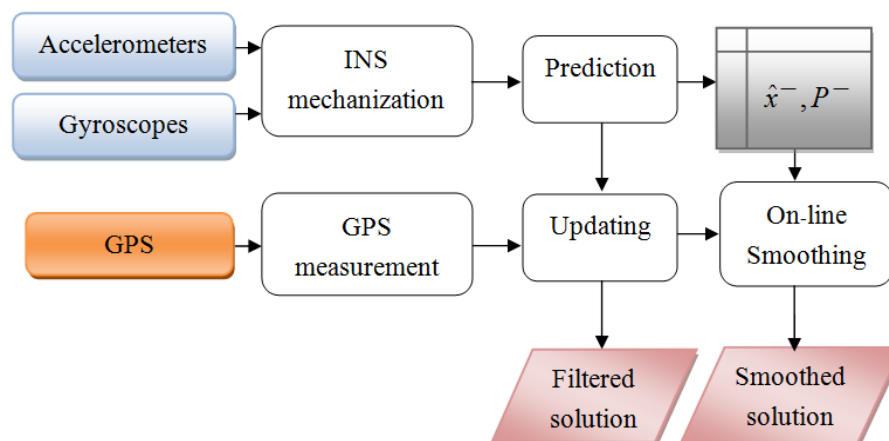 Accelerometers
Gyroscopes
INS
mechanization
Prediction
x̂⁻, P⁻
GPS
GPS
measurement
Updating
On-line
Smoothing
Filtered
solution
Smoothed
solution